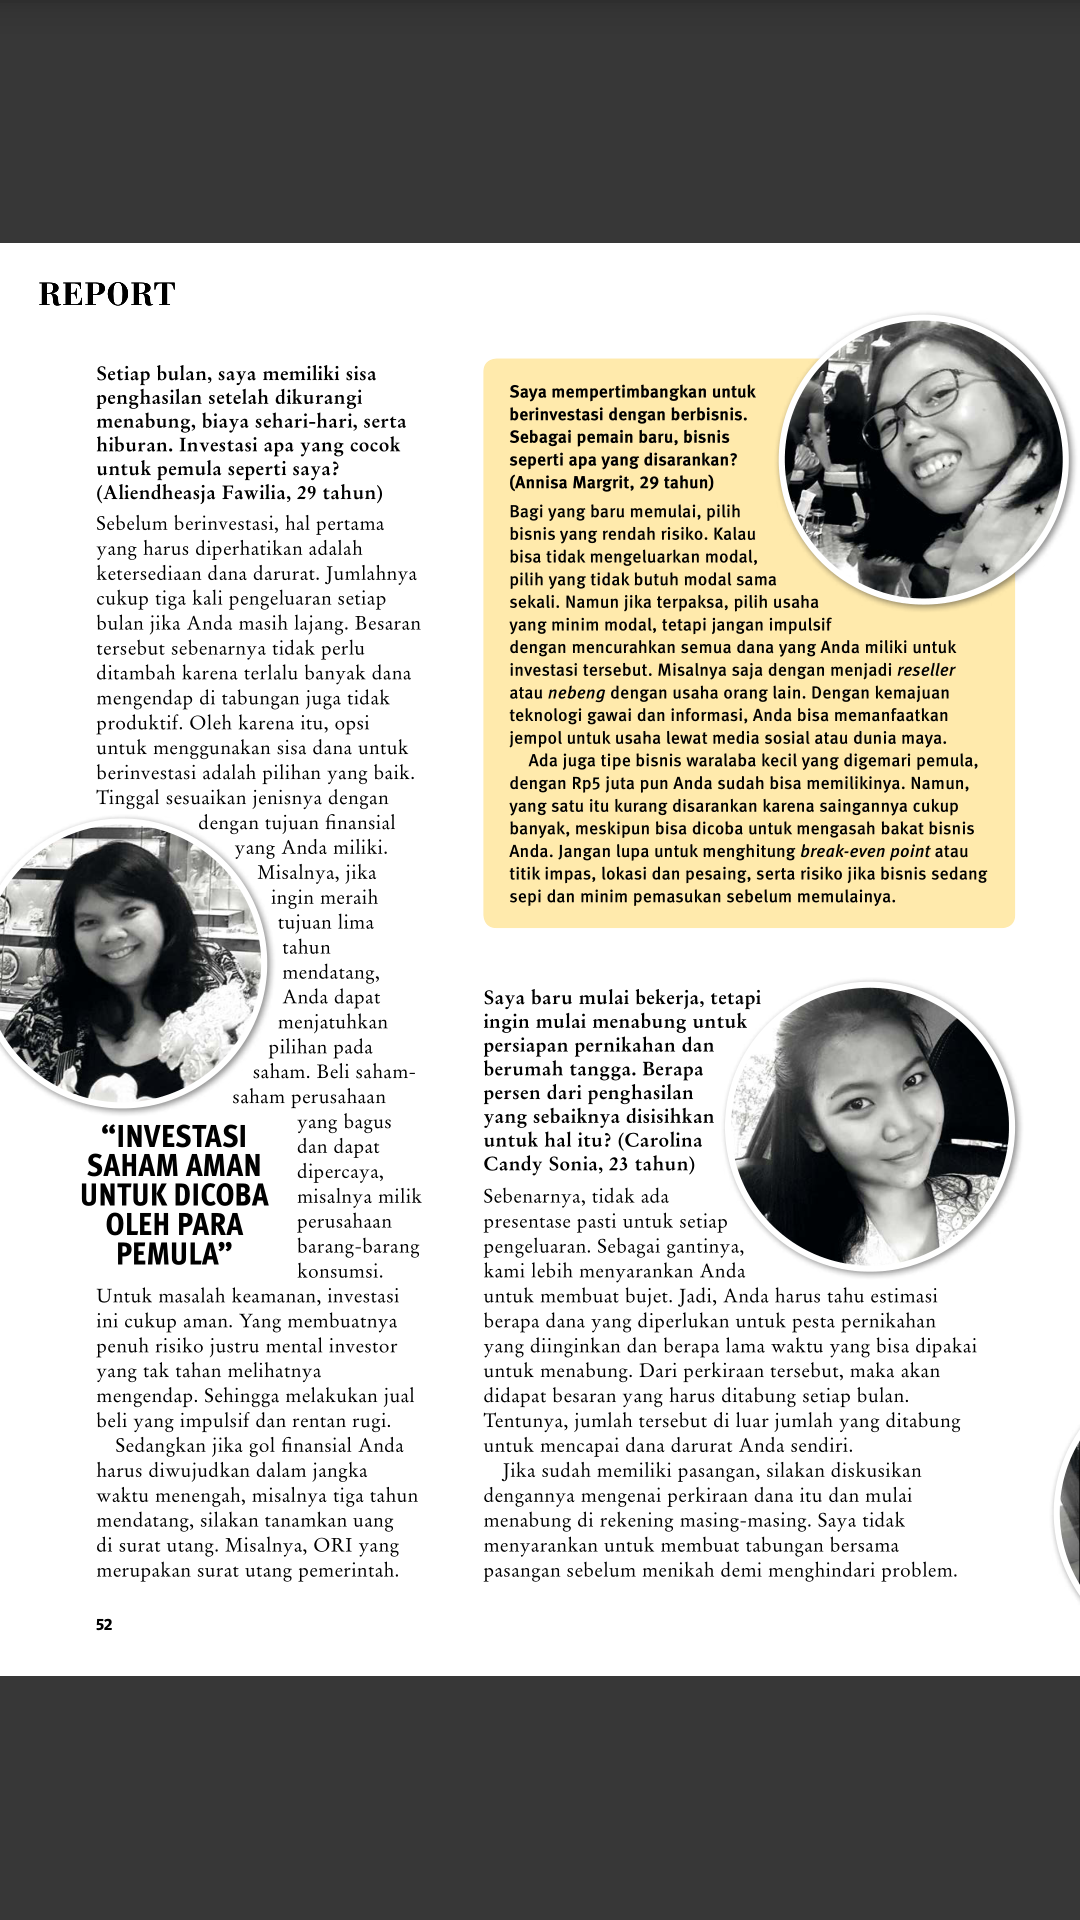 REPORT
Setiap bulan, saya memiliki sisa
penghasilan setelah dikurangi
menabung, biaya sehari-hari, serta
hiburan. Investasi apa yang cocok
untuk pemula seperti saya?
(Aliendheasja Fawilia, 29 tahun)
Sebelum berinvestasi, hal pertama
yang harus diperhatikan adalah
ketersediaan dana darurat. Jumlahnya
cukup tiga kali pengeluaran setiap
bulan jika Anda masih lajang. Besaran
tersebut sebenarnya tidak perlu
ditambah karena terlalu banyak dana
mengendap di tabungan juga tidak
produktif. Oleh karena itu, opsi
untuk menggunakan sisa dana untuk
berinvestasi adalah pilihan yang baik.
Tinggal sesuaikan jenisnya dengan
dengan tujuan finansial
yang Anda miliki.
Misalnya, jika
ingin meraih
tujuan lima
tahun
mendatang,
Anda dapat
menjatuhkan
pilihan pada
saham. Beli saham-
saham perusahaan
yang bagus
dan dapat
dipercaya,
misalnya milik
perusahaan
barang-barang
konsumsi.
Untuk masalah keamanan, investasi
ini cukup aman. Yang membuatnya
penuh risiko justru mental investor
yang tak tahan melihatnya
mengendap. Sehingga melakukan jual
beli yang impulsif dan rentan rugi.
Sedangkan jika gol finansial Anda
harus diwujudkan dalam jangka
waktu menengah, misalnya tiga tahun
mendatang, silakan tanamkan uang
di surat utang. Misalnya, ORI yang
merupakan surat utang pemerintah.
“INVESTASI
SAHAM AMAN
UNTUK DICOBA
OLEH PARA
PEMULA”
Saya mempertimbangkan untuk
berinvestasi dengan berbisnis.
Sebagai pemain baru, bisnis
seperti apa yang disarankan?
(Annisa Margrit, 29 tahun)
Bagi yang baru memulai, pilih
bisnis yang rendah risiko. Kalau
bisa tidak mengeluarkan modal,
pilih yang tidak butuh modal sama
sekali. Namun jika terpaksa, pilih usaha
yang minim modal, tetapi jangan impulsif
dengan mencurahkan semua dana yang Anda miliki untuk
investasi tersebut. Misalnya saja dengan menjadi reseller
atau nebeng dengan usaha orang lain. Dengan kemajuan
teknologi gawai dan informasi, Anda bisa memanfaatkan
jempol untuk usaha lewat media sosial atau dunia maya.
Ada juga tipe bisnis waralaba kecil yang digemari pemula,
dengan Rp5 juta pun Anda sudah bisa memilikinya. Namun,
yang satu itu kurang disarankan karena saingannya cukup
banyak, meskipun bisa dicoba untuk mengasah bakat bisnis
Anda. Jangan lupa untuk menghitung break-even point atau
titik impas, lokasi dan pesaing, serta risiko jika bisnis sedang
sepi dan minim pemasukan sebelum memulainya.
Saya baru mulai bekerja, tetapi
ingin mulai menabung untuk
persiapan pernikahan dan
berumah tangga. Berapa
persen dari penghasilan
yang sebaiknya disisihkan
untuk hal itu? (Carolina
Candy Sonia, 23 tahun)
Sebenarnya, tidak ada
presentase pasti untuk setiap
pengeluaran. Sebagai gantinya,
kami lebih menyarankan Anda
untuk membuat bujet. Jadi, Anda harus tahu estimasi
berapa dana yang diperlukan untuk pesta pernikahan
yang diinginkan dan berapa lama waktu yang bisa dipakai
untuk menabung. Dari perkiraan tersebut, maka akan
didapat besaran yang harus ditabung setiap bulan.
Tentunya, jumlah tersebut di luar jumlah yang ditabung
untuk mencapai dana darurat Anda sendiri.
Jika sudah memiliki pasangan, silakan diskusikan
dengannya mengenai perkiraan dana itu dan mulai
menabung di rekening masing-masing. Saya tidak
menyarankan untuk membuat tabungan bersama
pasangan sebelum menikah demi menghindari problem.
52